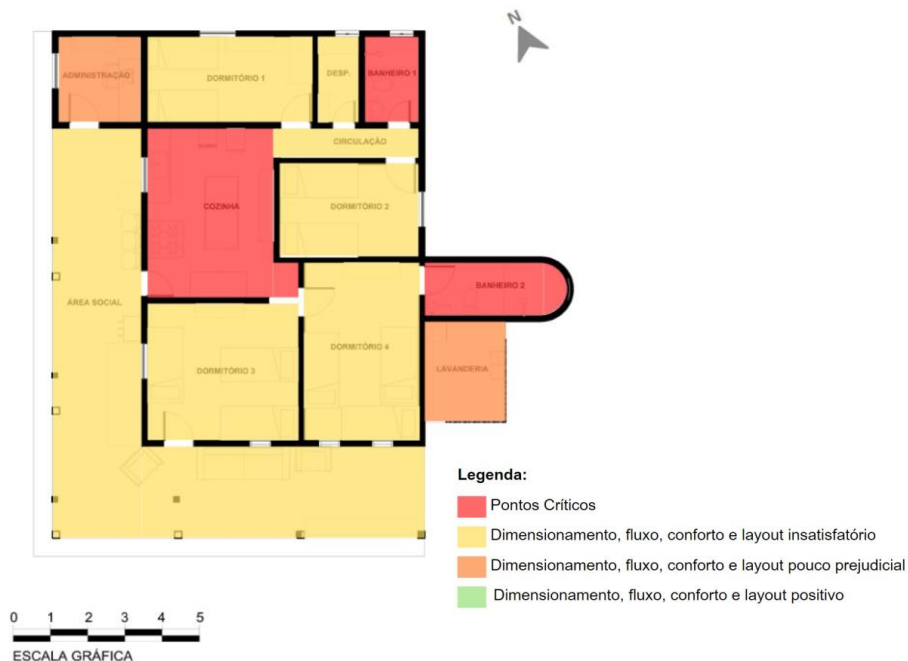 N
ADMINISTRAÇÃO
DORMITÓRIO 1
DESP.
BANHEIRO 1
CIRCULAÇÃO
COZINHA
DORMITÓRIO 2
BANHEIRO 2
ÁREA SOCIAL
DORMITÓRIO 3
DORMITÓRIO 4
LAVANDERIA
Legenda:
Pontos Críticos
Dimensionamento, fluxo, conforto e layout insatisfatório
Dimensionamento, fluxo, conforto e layout pouco prejudicial
Dimensionamento, fluxo, conforto e layout positivo
0 1 2 3 4 5
ESCALA GRÁFICA